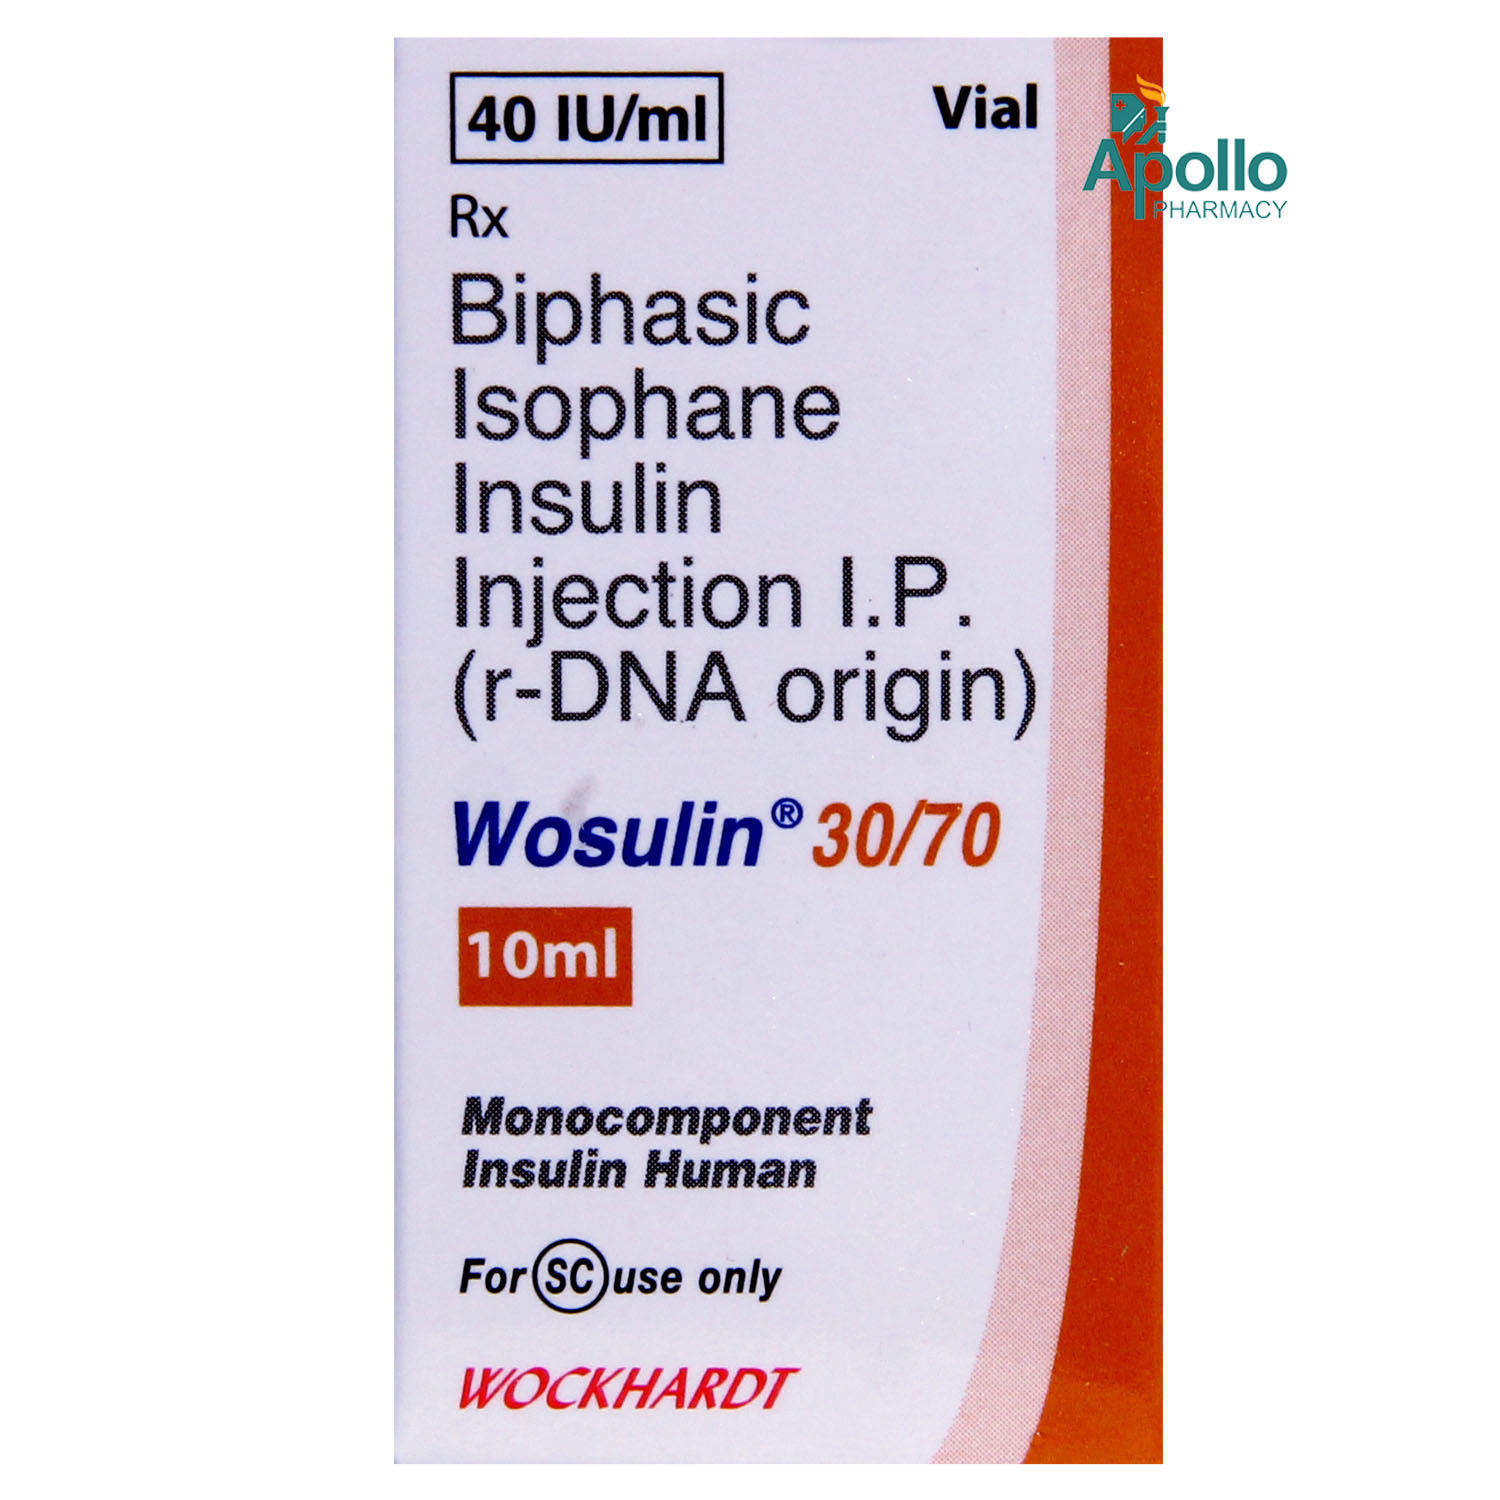 40 IU/ml
Vial
Apollo
PHARMACY
Rx
Biphasic
Isophane
Insulin
Injection I.P.
(r-DNA origin)
Wosulin® 30/70
10ml
Monocomponent
Insulin Human
For SC use only
WOCKHARDT